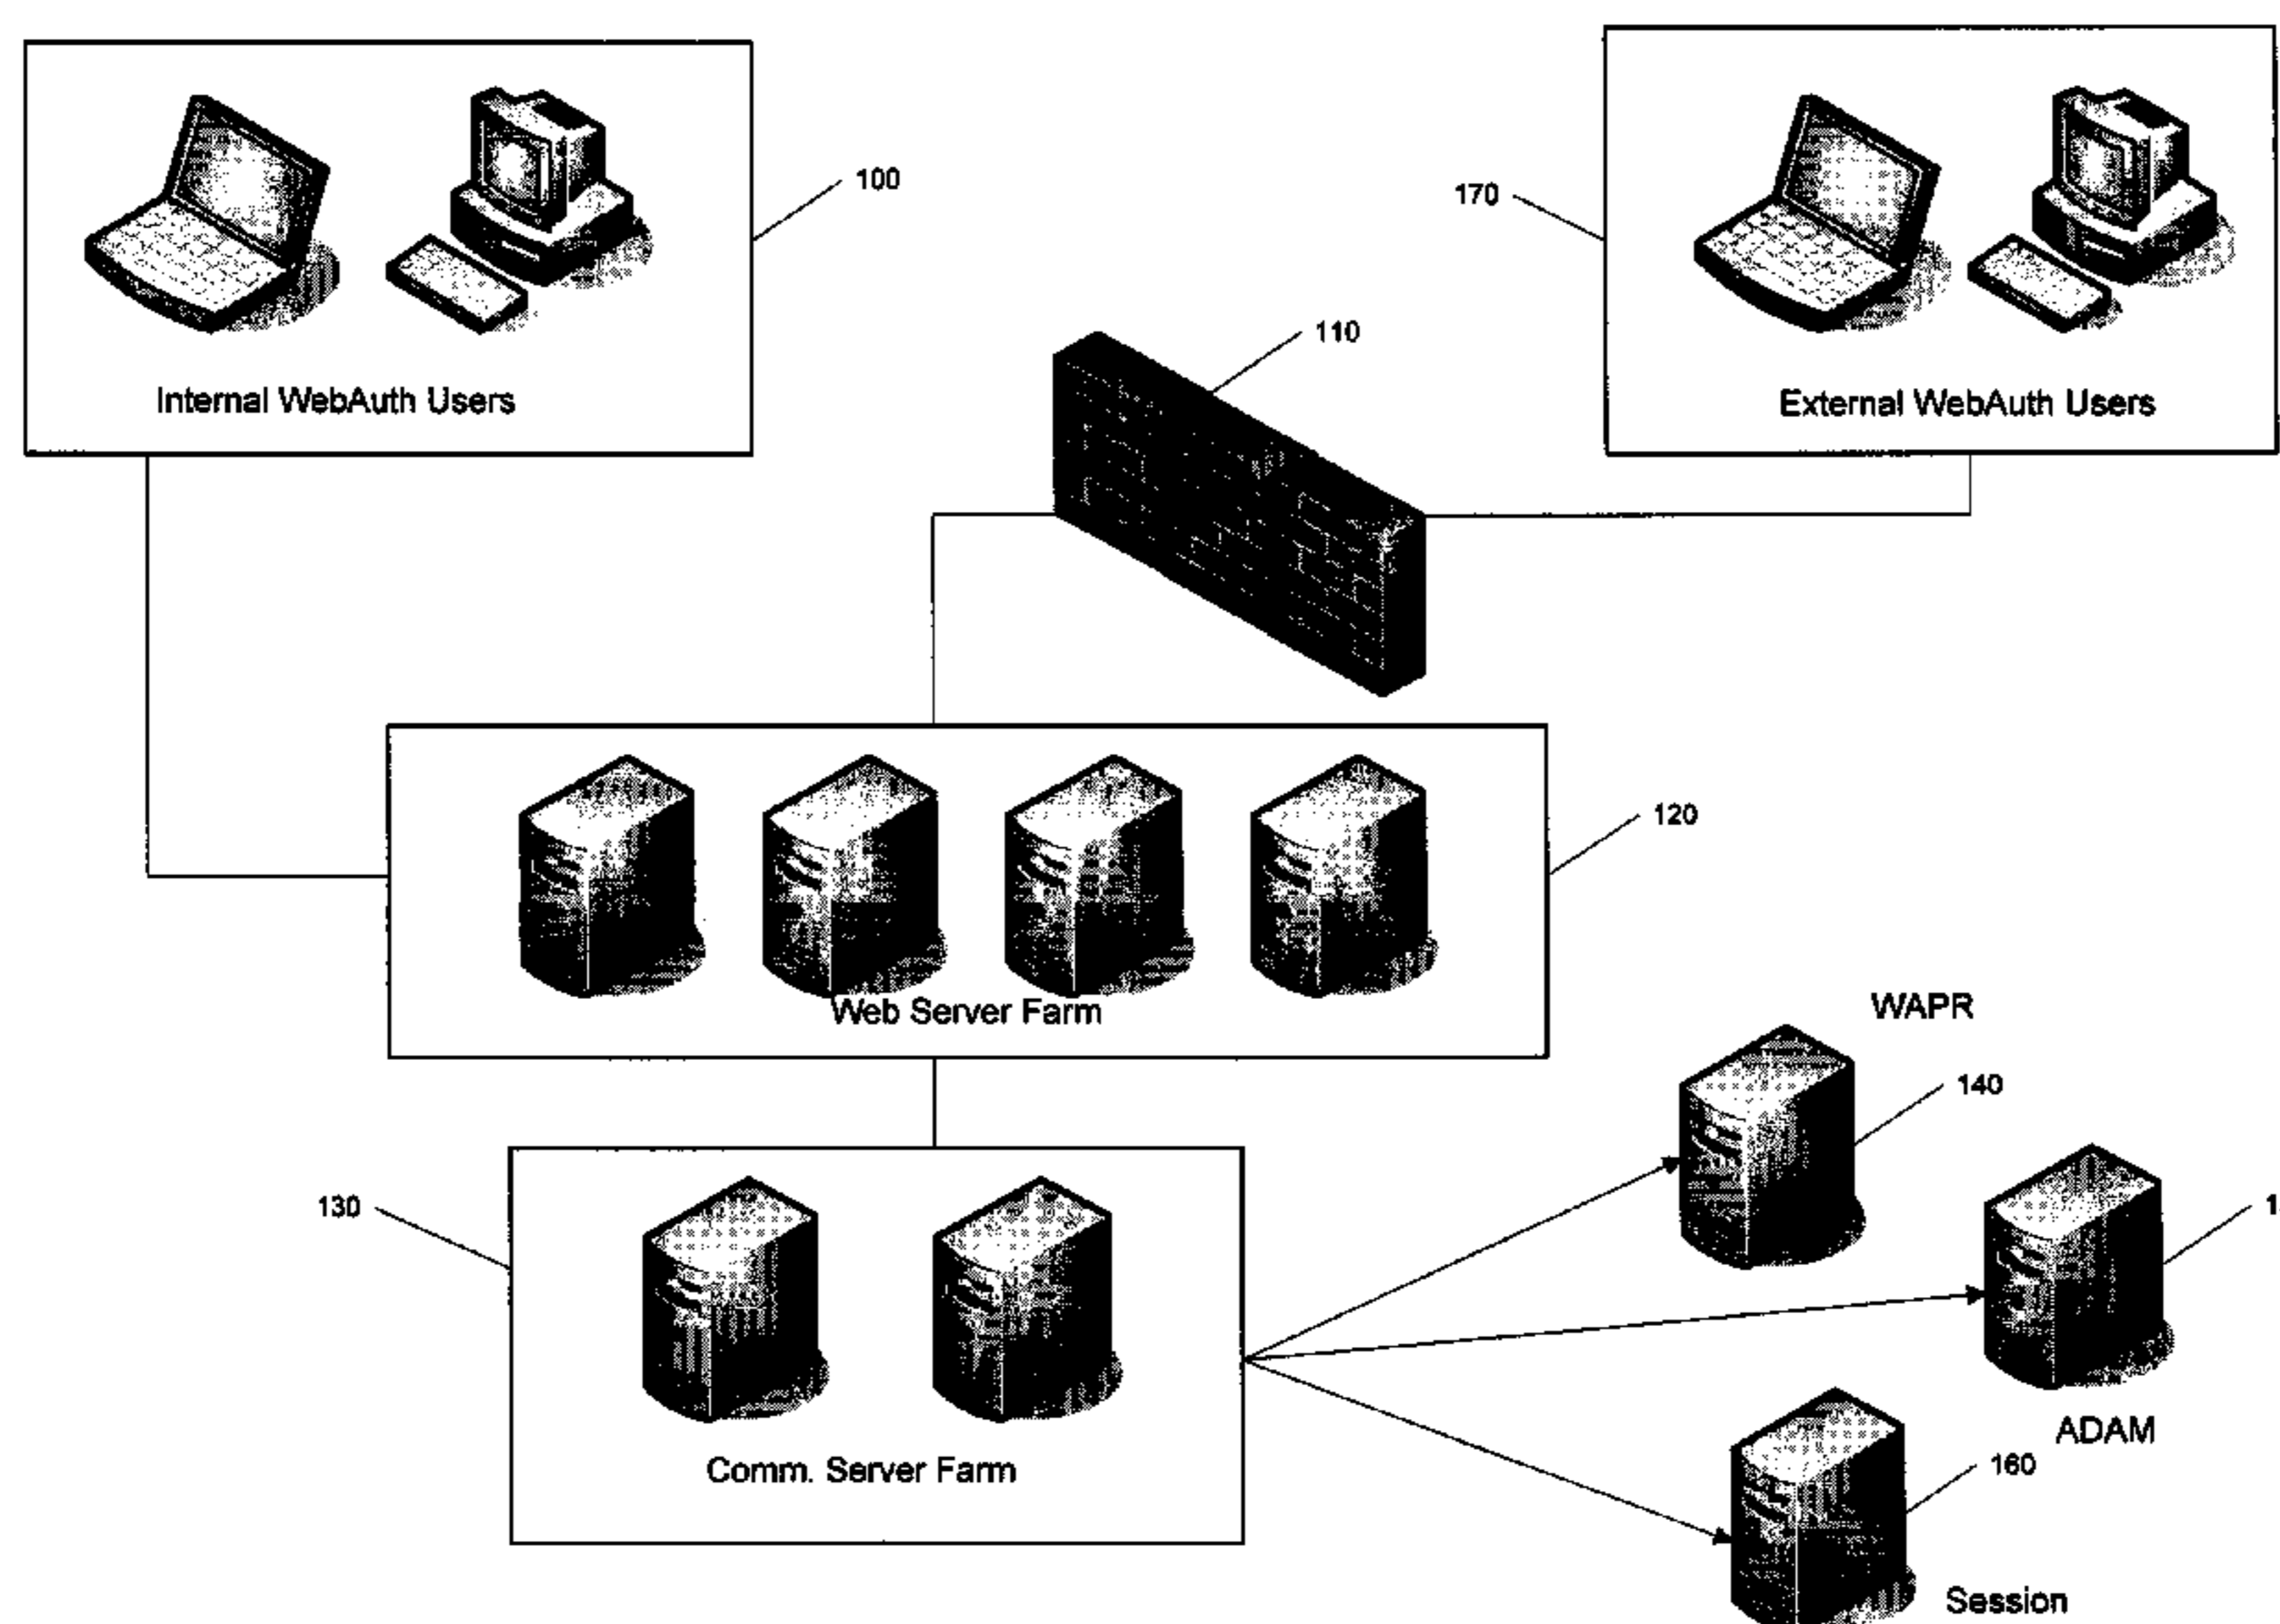 100
170
110
Internal WebAuth Users
External WebAuth Users
120
Web Server Farm
WAPR
140
130
ADAM
160
Comm. Server Farm
Session